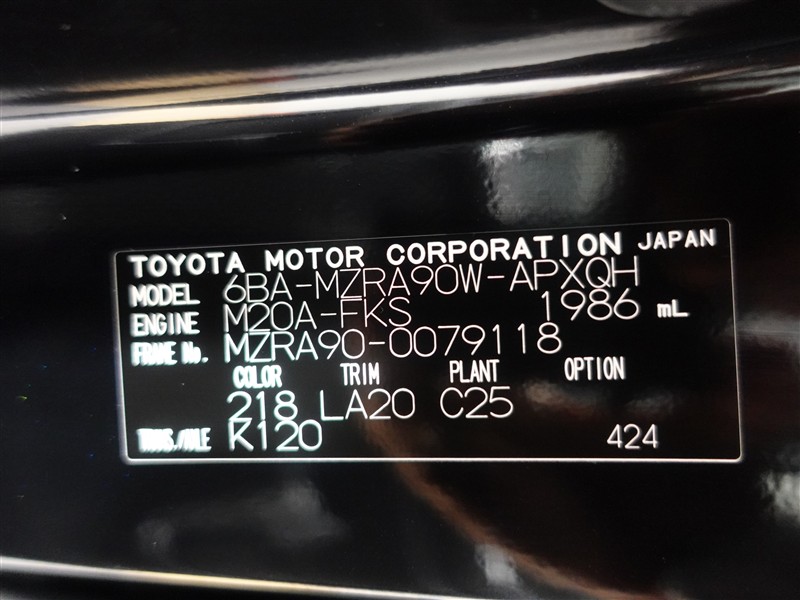 TOYOTA MOTOR CORPORATION JAPAN
MODEL 6BA-MZRA90W-APXQH
ENGINE M20A-FKS 1986 mL
FRAME No. MZRA90-0079118
COLOR TRIM PLANT OPTION
218 LA20 C25
TRANS./AXLE K120 424